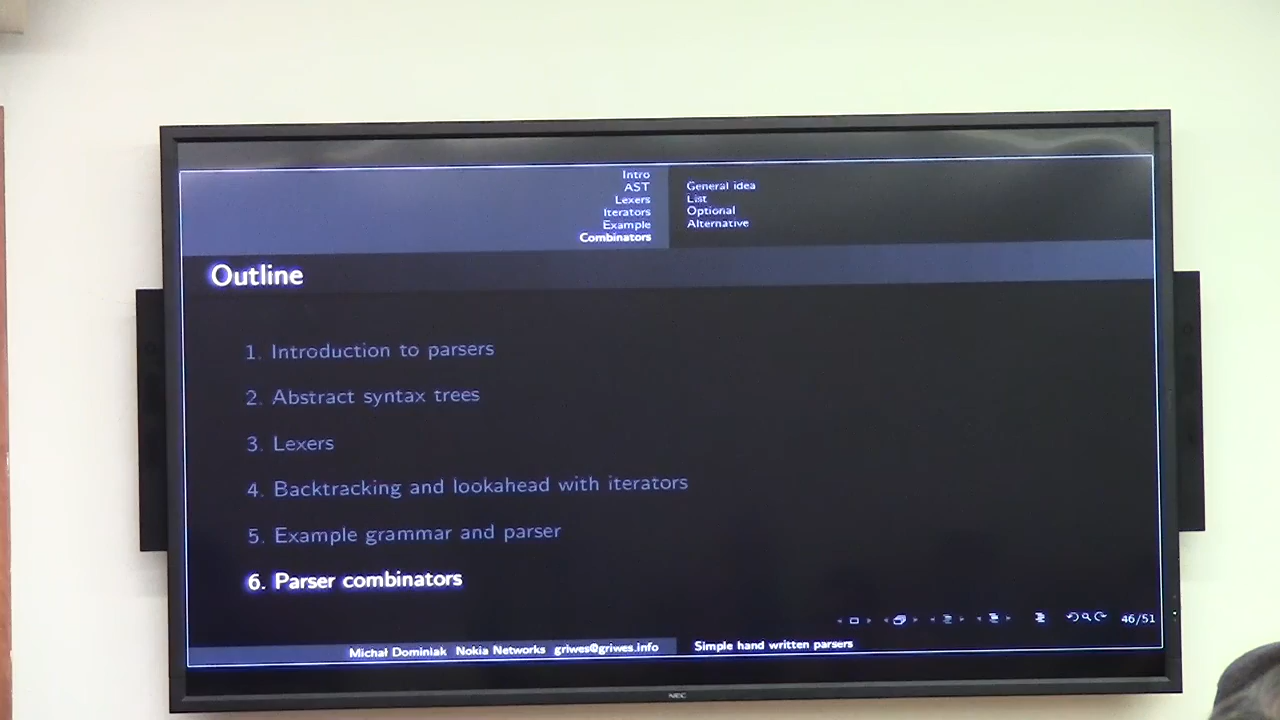 Intro
AST
Lexers
Iterators
Example
Combinators
General idea
List
Optional
Alternative
Outline
1. Introduction to parsers
2. Abstract syntax trees
3. Lexers
4. Backtracking and lookahead with iterators
5. Example grammar and parser
6. Parser combinators
46/51
Michał Dominiak Nokia Networks griwes@griwes.info
Simple hand written parsers
NEC